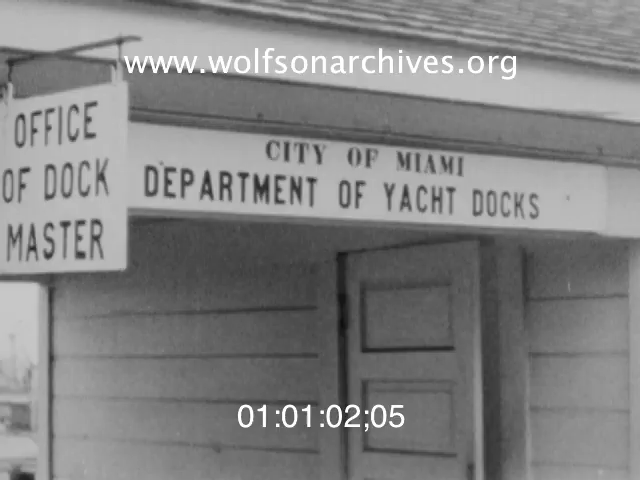 www.wolfsonarchives.org
OFFICE
OF DOCK
MASTER
CITY OF MIAMI
DEPARTMENT OF YACHT DOCKS
01:01:02;05